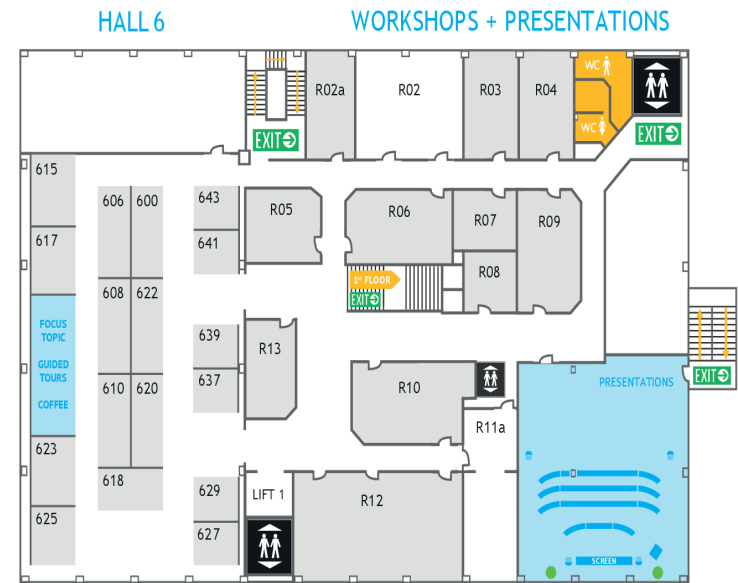 HALL 6
WORKSHOPS + PRESENTATIONS
R02a
R02
R03
R04
WC
WC
EXIT
EXIT
615
606
600
643
R05
R06
R07
R09
617
641
R08
1ST FLOOR
EXIT
608
622
FOCUS
TOPIC
GUIDED
TOURS
COFFEE
639
R13
637
610
620
R10
R11a
PRESENTATIONS
EXIT
623
618
629
LIFT 1
R12
625
627
SCREEN